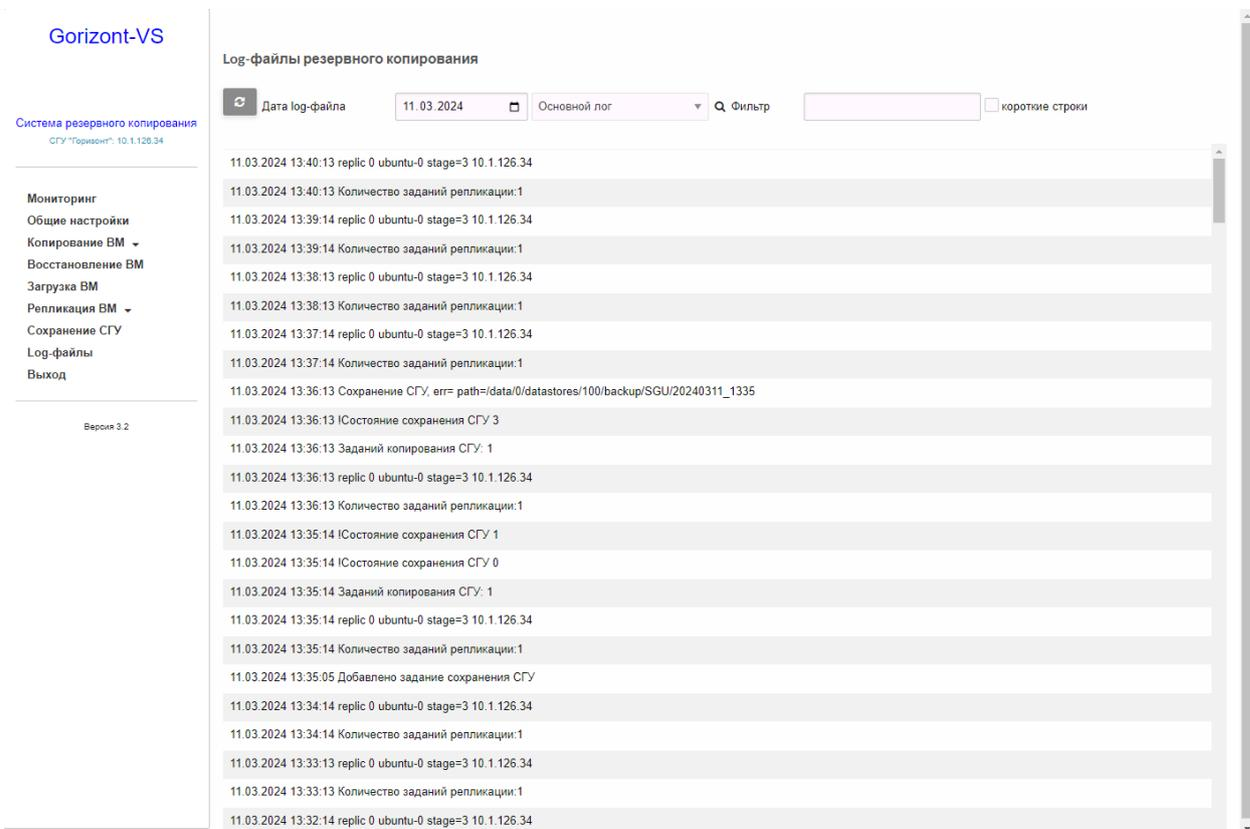 Gorizont-VS
Система резервного копирования
СГУ "Горизонт": 10.1.126.34
Мониторинг
Общие настройки
Копирование ВМ
Восстановление ВМ
Загрузка ВМ
Репликация ВМ
Сохранение СГУ
Log-файлы
Выход
Версия 3.2
Log-файлы резервного копирования
Дата log-файла 11.03.2024 Основной лог Фильтр короткие строки
11.03.2024 13:40:13 replic 0 ubuntu-0 stage=3 10.1.126.34
11.03.2024 13:40:13 Количество заданий репликации:1
11.03.2024 13:39:14 replic 0 ubuntu-0 stage=3 10.1.126.34
11.03.2024 13:39:14 Количество заданий репликации:1
11.03.2024 13:38:13 replic 0 ubuntu-0 stage=3 10.1.126.34
11.03.2024 13:38:13 Количество заданий репликации:1
11.03.2024 13:37:14 replic 0 ubuntu-0 stage=3 10.1.126.34
11.03.2024 13:37:14 Количество заданий репликации:1
11.03.2024 13:36:13 Сохранение СГУ, err= path=/data/0/datastores/100/backup/SGU/20240311_1335
11.03.2024 13:36:13 !Состояние сохранения СГУ 3
11.03.2024 13:36:13 Заданий копирования СГУ: 1
11.03.2024 13:36:13 replic 0 ubuntu-0 stage=3 10.1.126.34
11.03.2024 13:36:13 Количество заданий репликации:1
11.03.2024 13:35:14 !Состояние сохранения СГУ 1
11.03.2024 13:35:14 !Состояние сохранения СГУ 0
11.03.2024 13:35:14 Заданий копирования СГУ: 1
11.03.2024 13:35:14 replic 0 ubuntu-0 stage=3 10.1.126.34
11.03.2024 13:35:14 Количество заданий репликации:1
11.03.2024 13:35:05 Добавлено задание сохранения СГУ
11.03.2024 13:34:14 replic 0 ubuntu-0 stage=3 10.1.126.34
11.03.2024 13:34:14 Количество заданий репликации:1
11.03.2024 13:33:13 replic 0 ubuntu-0 stage=3 10.1.126.34
11.03.2024 13:33:13 Количество заданий репликации:1
11.03.2024 13:32:14 replic 0 ubuntu-0 stage=3 10.1.126.34